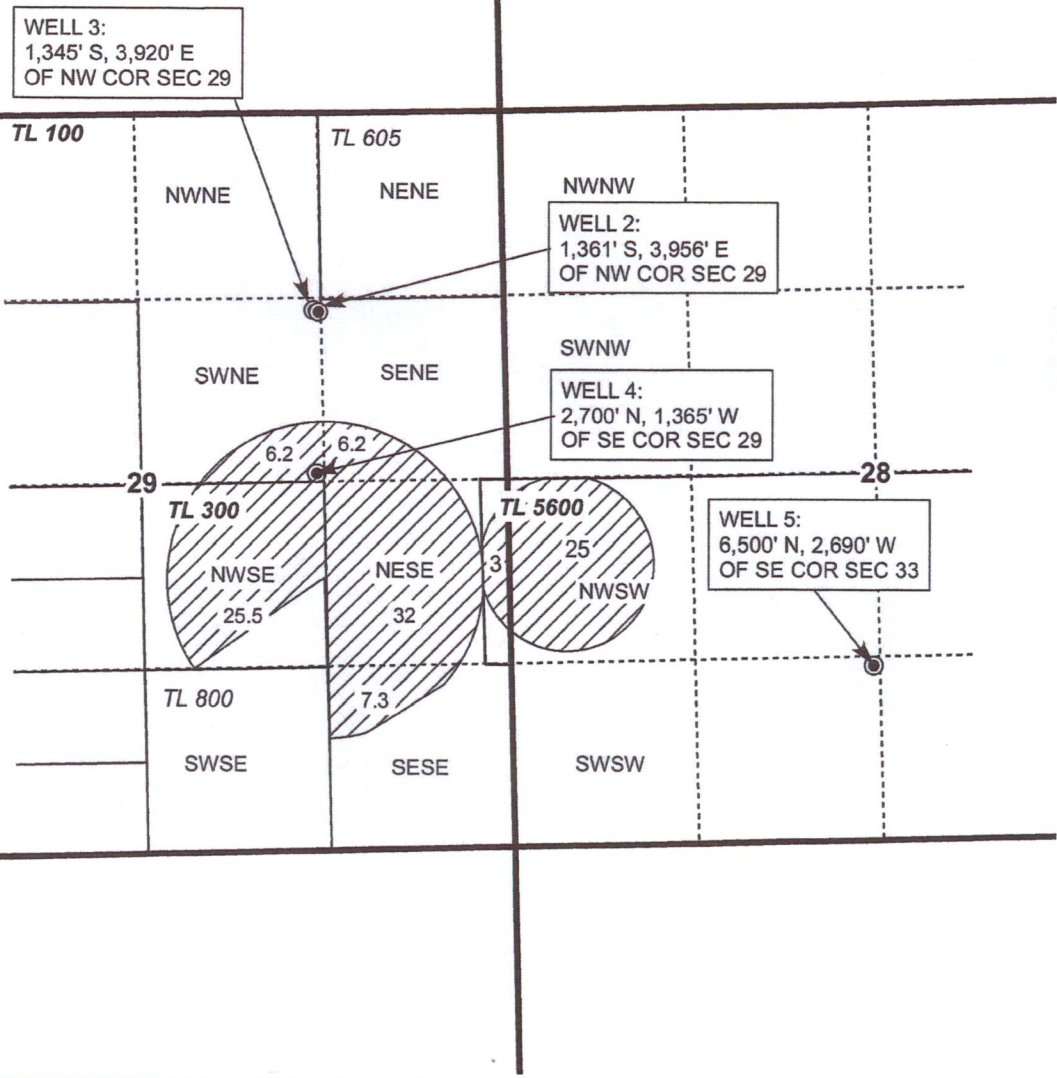 WELL 3:
1,345' S, 3,920' E
OF NW COR SEC 29
TL 100
TL 605
NWNE
NENE
NWNW
WELL 2:
1,361' S, 3,956' E
OF NW COR SEC 29
SWNE
SENE
SWNW
WELL 4:
2,700' N, 1,365' W
OF SE COR SEC 29
6.2
6.2
29
28
TL 300
TL 5600
WELL 5:
6,500' N, 2,690' W
OF SE COR SEC 33
NWSE
NESE
3
25
NWSW
25.5
32
TL 800
7.3
SWSE
SESE
SWSW